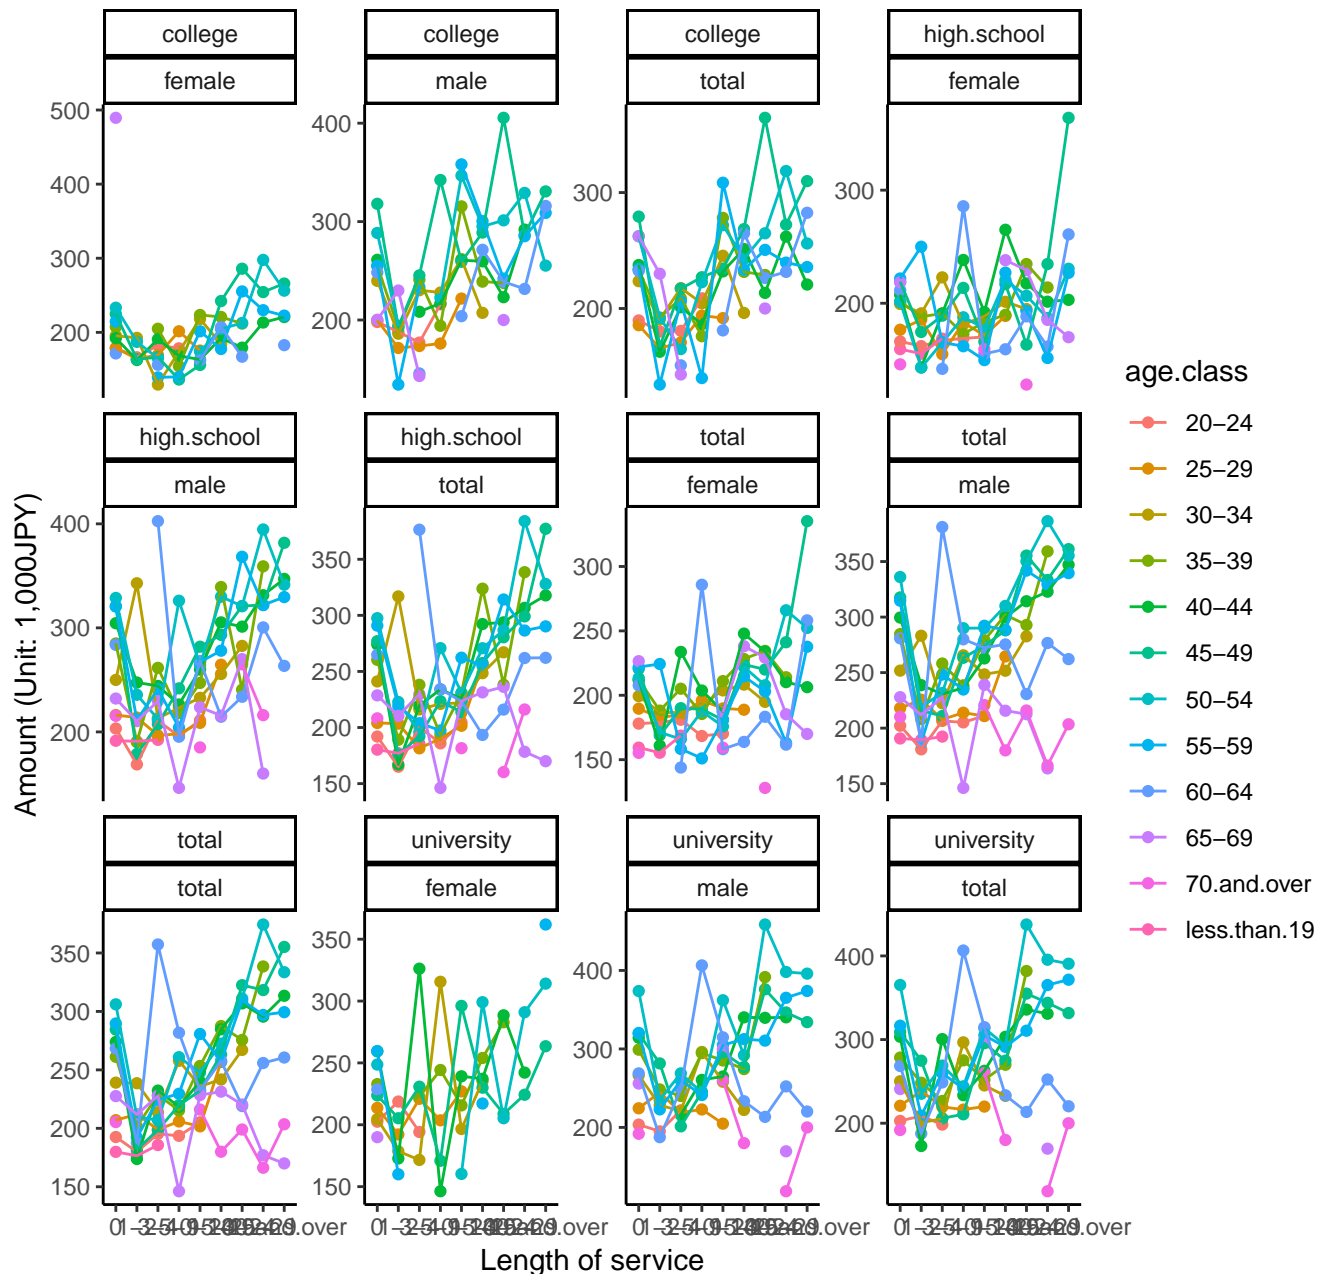 college
female
college
male
college
total
high.school
female
500
400
300
200
400
300
200
300
200
300
200
high.school
male
high.school
total
total
female
total
male
400
300
200
350
300
250
200
150
300
250
200
150
350
300
250
200
150
total
total
university
female
university
male
university
total
350
300
250
200
150
350
300
250
200
150
400
300
200
400
300
200
Amount (Unit: 1,000JPY)
Length of service
age.class
20−24
25−29
30−34
35−39
40−44
45−49
50−54
55−59
60−64
65−69
70.and.over
less.than.19